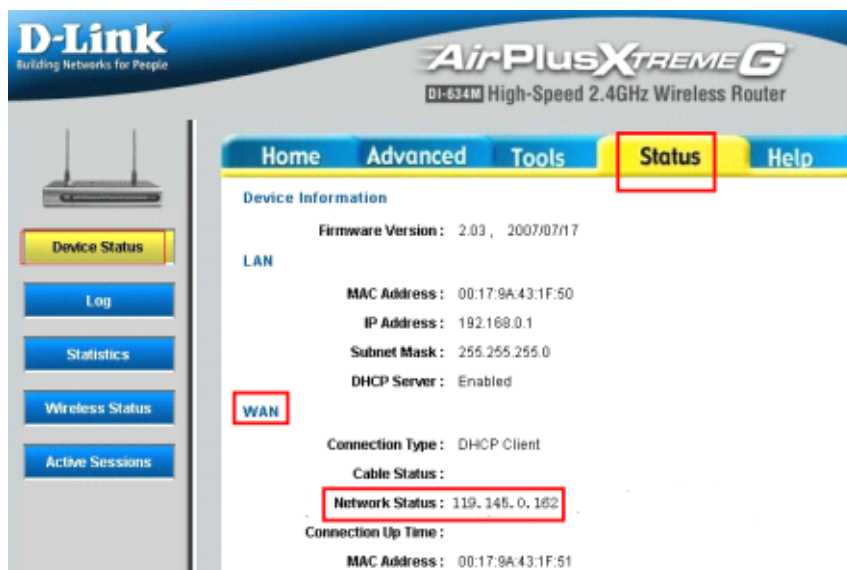 D-Link
Building Networks for People
AirPlus XTREME G
DI-634M High-Speed 2.4GHz Wireless Router
Home Advanced Tools Status Help
Device Status
Log
Statistics
Wireless Status
Active Sessions
Device Information
Firmware Version : 2.03 , 2007/07/17
LAN
MAC Address : 00:17:9A:43:1F:50
IP Address : 192.168.0.1
Subnet Mask : 255.255.255.0
DHCP Server : Enabled
WAN
Connection Type : DHCP Client
Cable Status :
Network Status : 119.145.0.162
Connection Up Time :
MAC Address : 00:17:9A:43:1F:51